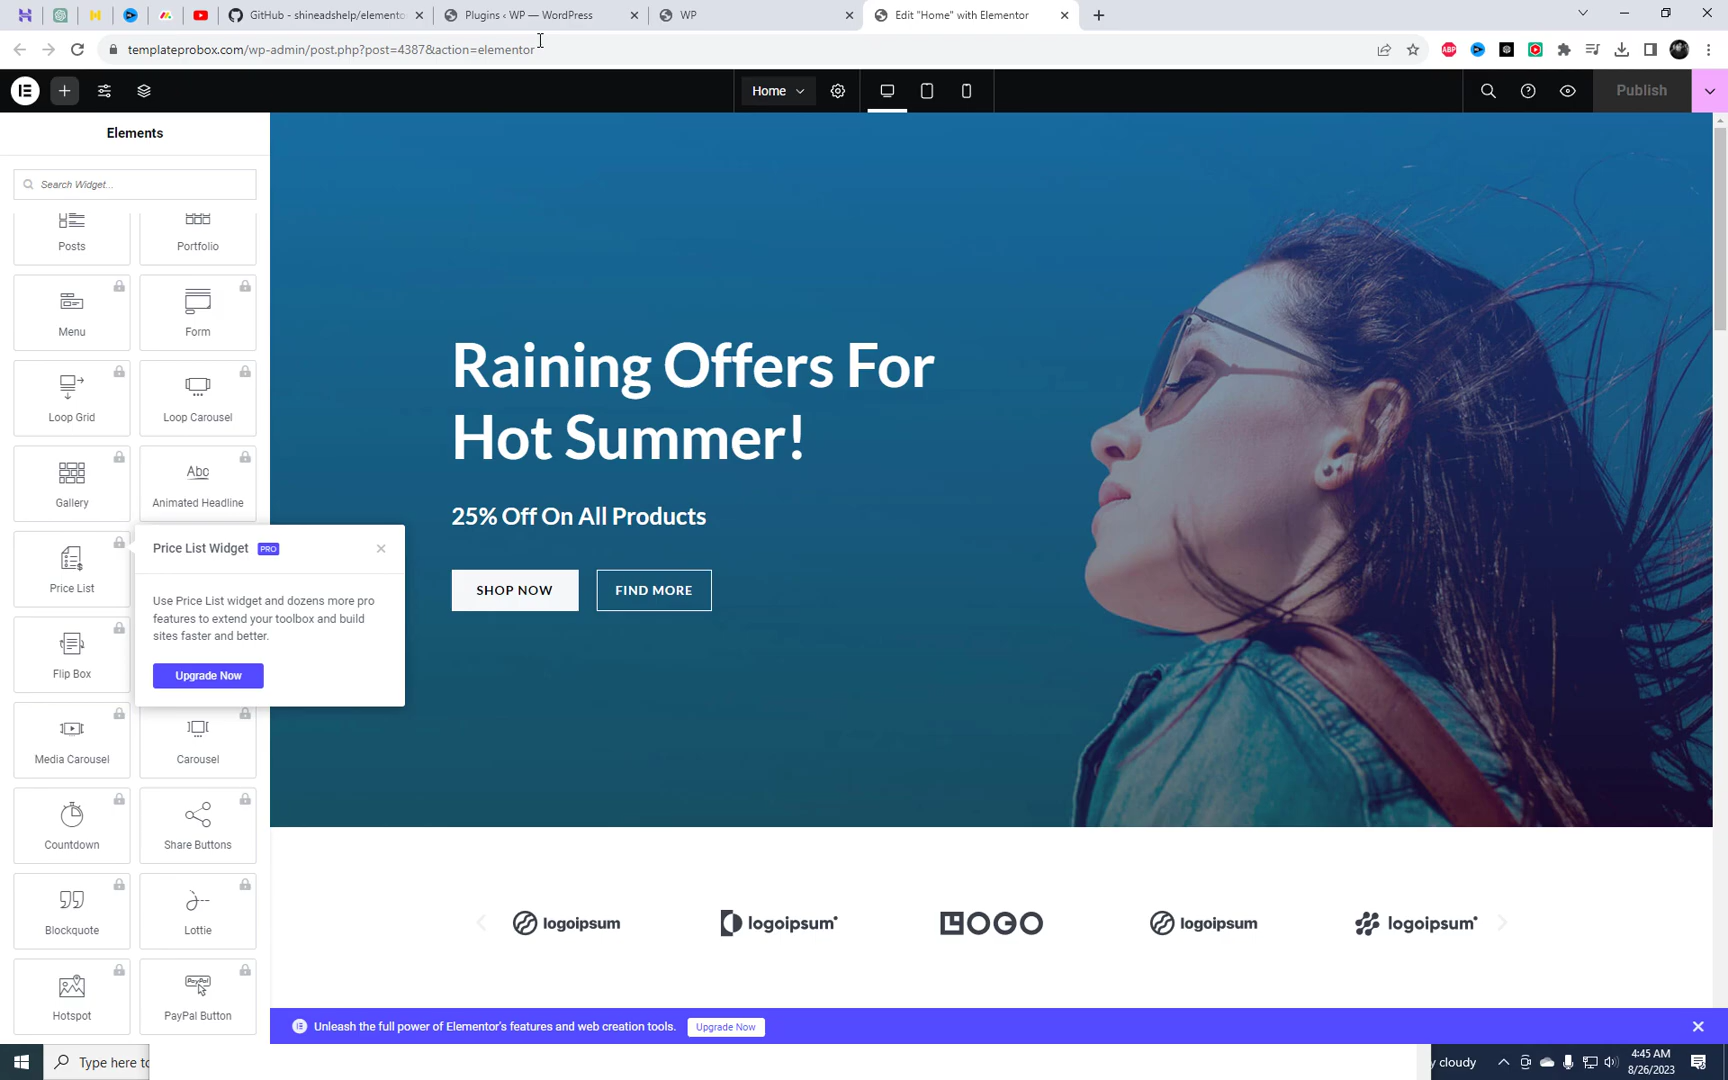 GitHub - shineadshelp/elemento
Plugins ‹ WP — WordPress
WP
Edit "Home" with Elementor
templateprobox.com/wp-admin/post.php?post=4387&action=elementor
ABP
Home
Publish
Elements
Search Widget...
Posts
Portfolio
Menu
Form
Loop Grid
Loop Carousel
Gallery
Abc
Animated Headline
Price List
Price List Widget PRO
Use Price List widget and dozens more pro
features to extend your toolbox and build
sites faster and better.
Upgrade Now
Flip Box
Media Carousel
Carousel
Countdown
Share Buttons
Blockquote
Lottie
Hotspot
PayPal
PayPal Button
Raining Offers For
Hot Summer!
25% Off On All Products
SHOP NOW
FIND MORE
logoipsum
logoipsum
LOGO
logoipsum
logoipsum
Unleash the full power of Elementor's features and web creation tools.
Upgrade Now
Type here to
y cloudy
4:45 AM
8/26/2023